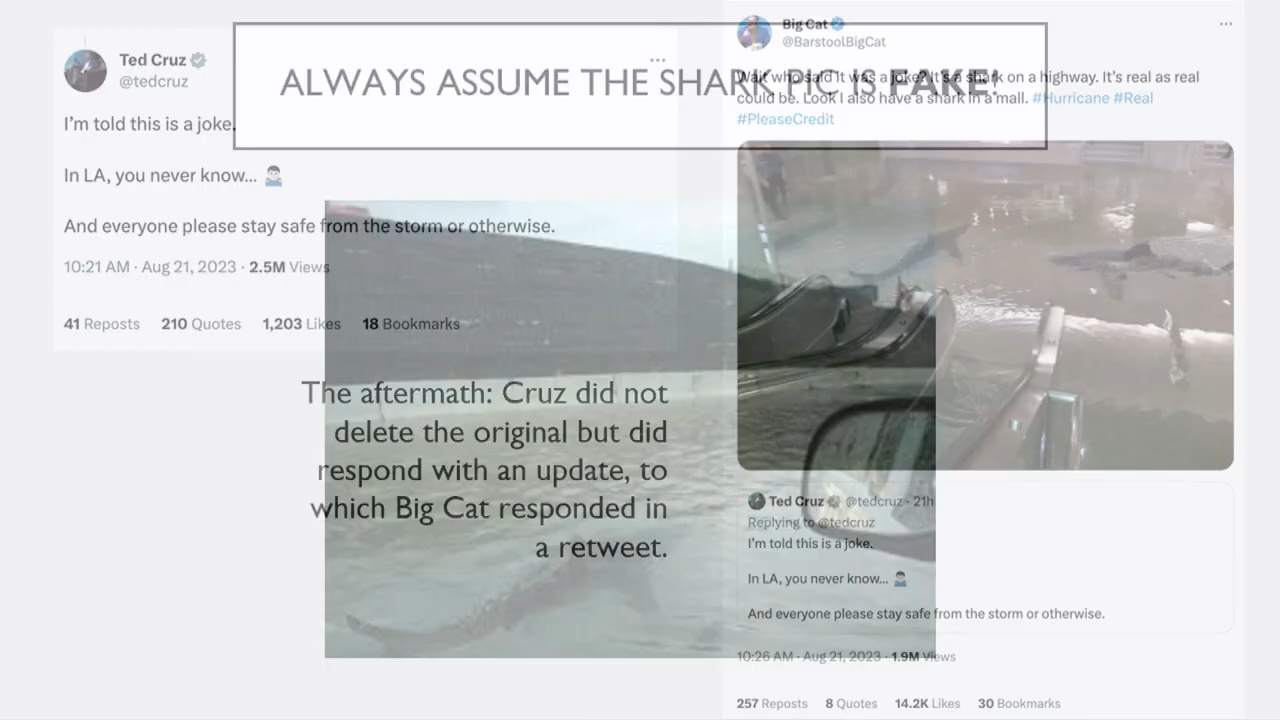 ALWAYS ASSUME THE SHARK PIC IS FAKE!
Ted Cruz
@tedcruz
I'm told this is a joke.
In LA, you never know... 🤷🏻‍♂️
And everyone please stay safe from the storm or otherwise.
10:21 AM · Aug 21, 2023 · 2.5M Views
41 Reposts 210 Quotes 1,203 Likes 18 Bookmarks
The aftermath: Cruz did not
delete the original but did
respond with an update, to
which Big Cat responded in
a retweet.
Big Cat
@BarstoolBigCat
Wait who said it was a joke? It's a shark on a highway. It's real as real
could be. Look I also have a shark in a mall. #Hurricane #Real
#PleaseCredit
Ted Cruz @tedcruz · 21h
Replying to @tedcruz
I'm told this is a joke.
In LA, you never know... 🤷🏻‍♂️
And everyone please stay safe from the storm or otherwise.
10:26 AM · Aug 21, 2023 · 1.9M Views
257 Reposts 8 Quotes 14.2K Likes 30 Bookmarks